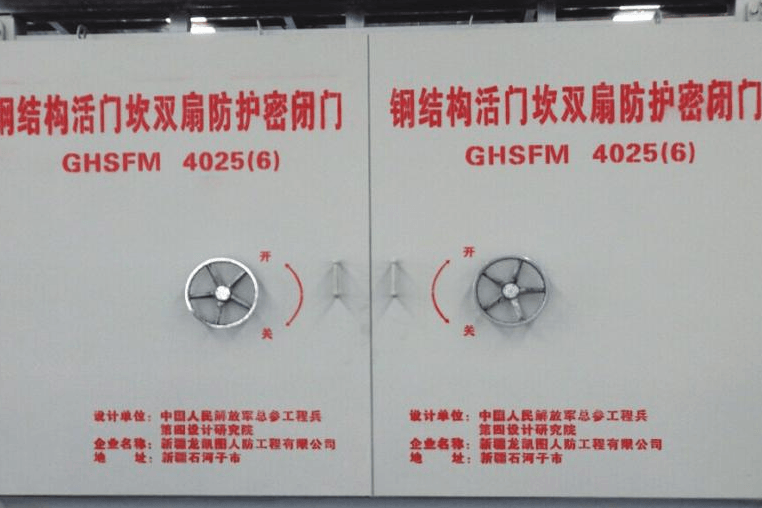 钢结构活门坎双扇防护密闭门
GHSFM 4025(6)
开
关
设计单位：中国人民解放军总参工程兵
第四设计研究院
企业名称：新疆龙凯图人防工程有限公司
地 址：新疆石河子市
钢结构活门坎双扇防护密闭门
GHSFM 4025(6)
开
关
设计单位：中国人民解放军总参工程兵
第四设计研究院
企业名称：新疆龙凯图人防工程有限公司
地 址：新疆石河子市